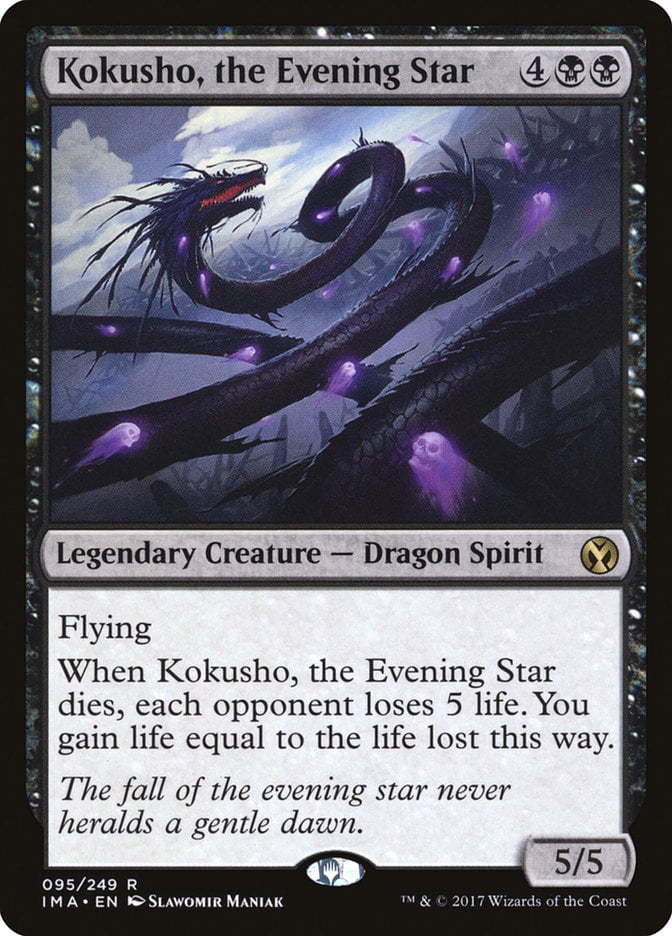 Kokusho, the Evening Star 4
Legendary Creature — Dragon Spirit
Flying
When Kokusho, the Evening Star
dies, each opponent loses 5 life. You
gain life equal to the life lost this way.
The fall of the evening star never
heralds a gentle dawn.
5/5
095/249 R
IMA • EN SLAWOMIR MANIAK
™ & © 2017 Wizards of the Coast